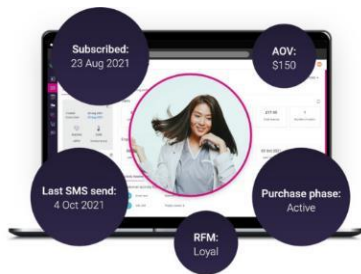 Subscribed:
23 Aug 2021
AOV:
$150
Last SMS send:
4 Oct 2021
Purchase phase:
Active
RFM:
Loyal